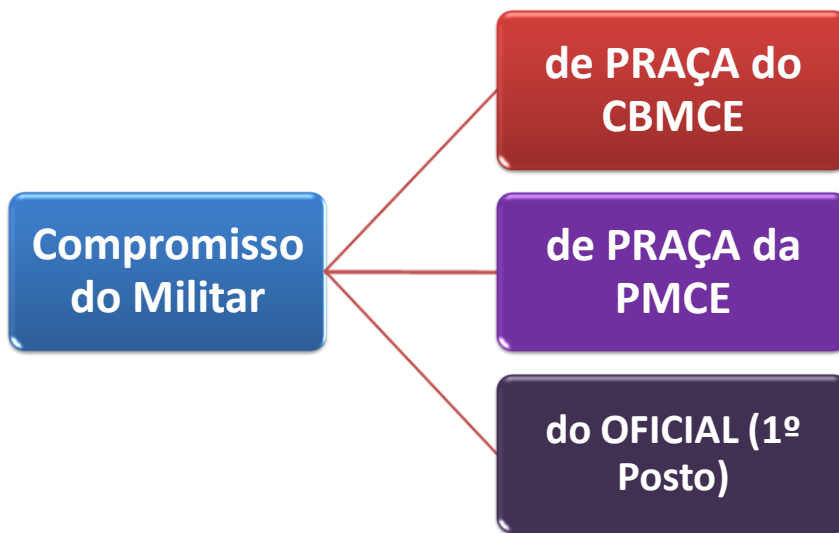 de PRAÇA do
CBMCE
Compromisso
do Militar
de PRAÇA da
PMCE
do OFICIAL (1º
Posto)